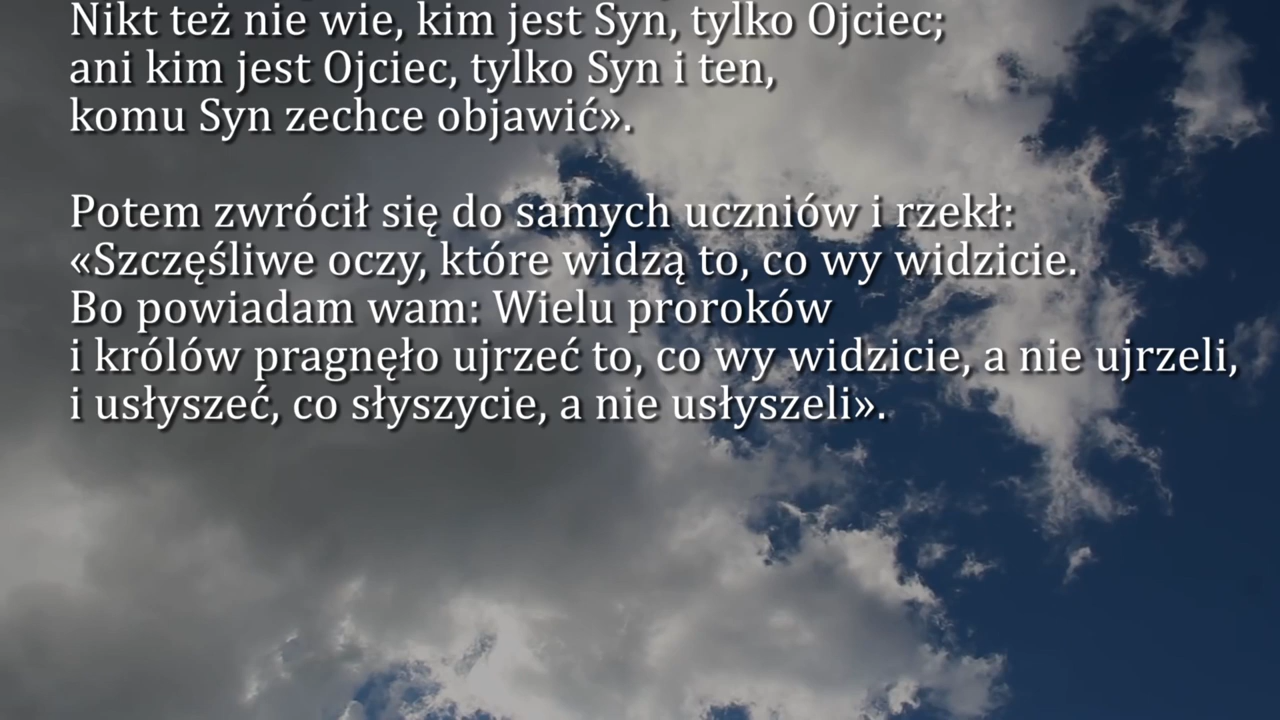 Nikt też nie wie, kim jest Syn, tylko Ojciec;
ani kim jest Ojciec, tylko Syn i ten,
komu Syn zechce objawić».
Potem zwrócił się do samych uczniów i rzekł:
«Szczęśliwe oczy, które widzą to, co wy widzicie.
Bo powiadam wam: Wielu proroków
i królów pragnęło ujrzeć to, co wy widzicie, a nie ujrzeli,
i usłyszeć, co słyszycie, a nie usłyszeli».